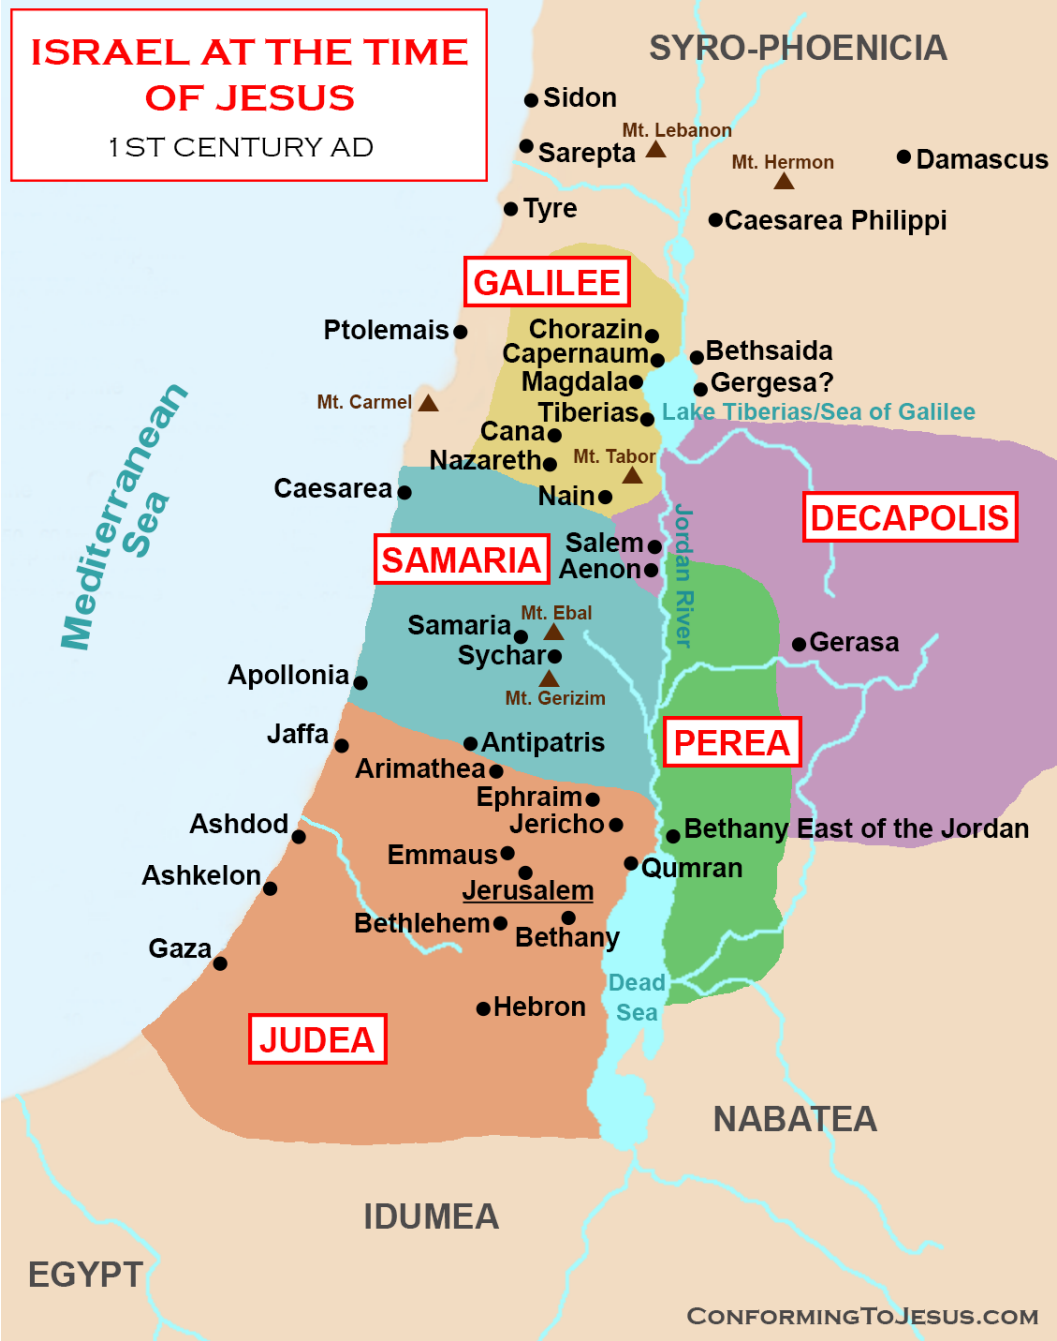 ISRAEL AT THE TIME
OF JESUS
1ST CENTURY AD
SYRO-PHOENICIA
Sidon
Mt. Lebanon
Sarepta
Mt. Hermon
Damascus
Tyre
Caesarea Philippi
GALILEE
Ptolemais
Chorazin
Capernaum
Bethsaida
Magdala
Gergesa?
Mt. Carmel
Tiberias
Lake Tiberias/Sea of Galilee
Cana
Nazareth
Mt. Tabor
Caesarea
Nain
Mediterranean
Sea
DECAPOLIS
SAMARIA
Salem
Aenon
Jordan River
Mt. Ebal
Samaria
Sychar
Gerasa
Mt. Gerizim
Apollonia
Jaffa
Antipatris
PEREA
Arimathea
Ephraim
Jericho
Ashdod
Bethany East of the Jordan
Emmaus
Qumran
Ashkelon
Jerusalem
Bethlehem
Bethany
Gaza
Dead
Sea
Hebron
JUDEA
NABATEA
IDUMEA
EGYPT
CONFORMINGTOJESUS.COM